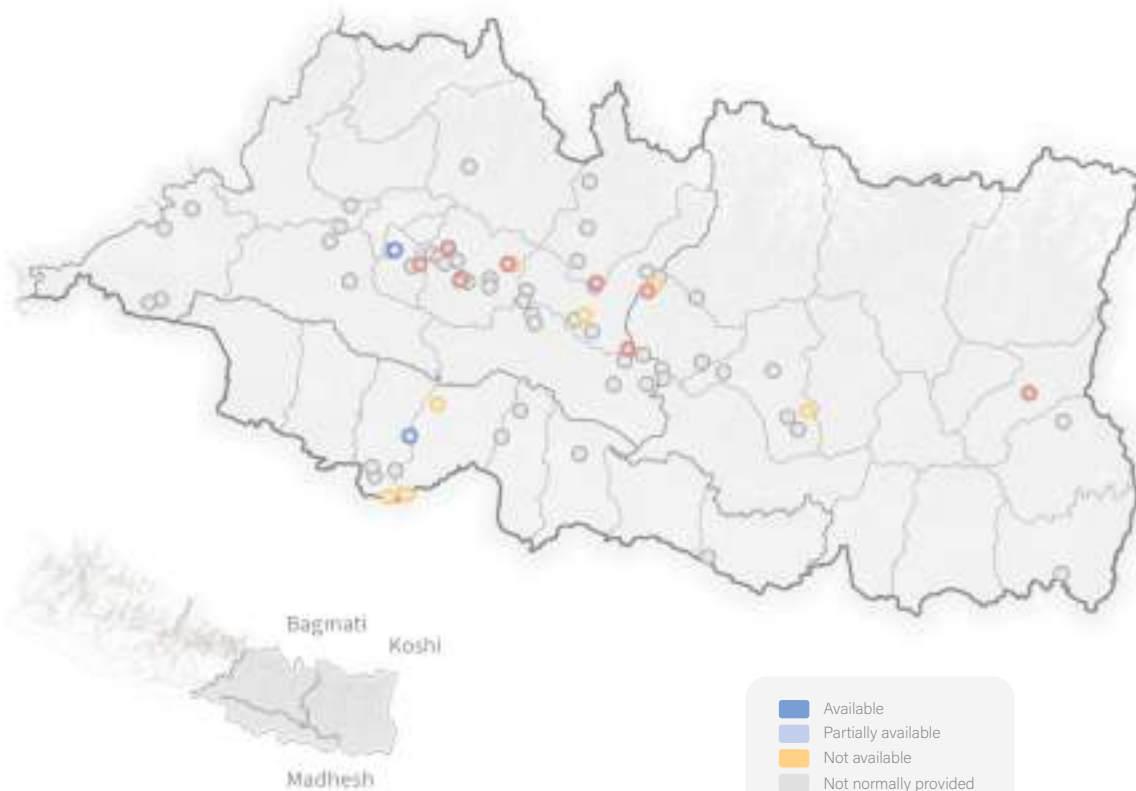 Bagmati
Koshi
Madhesh
Available
Partially available
Not available
Not normally provided